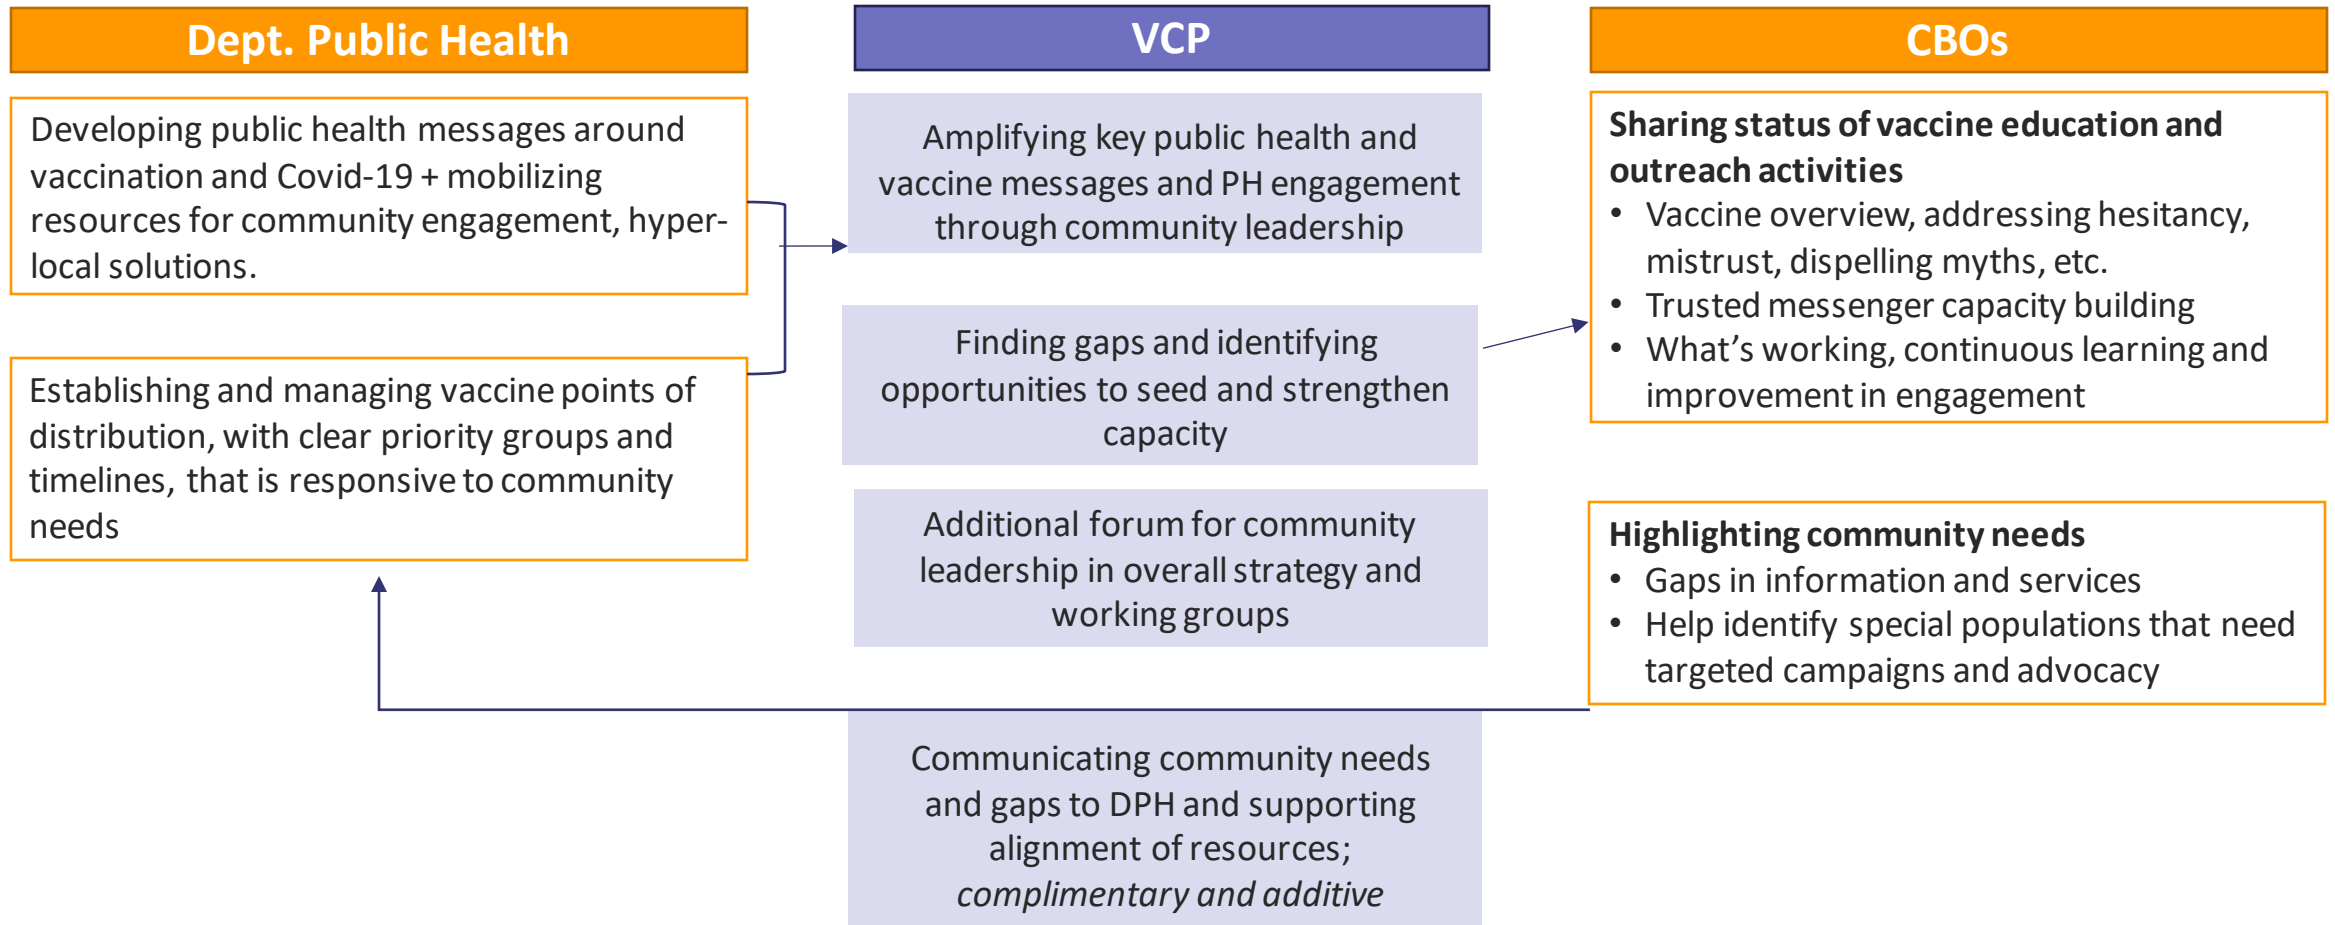 Dept. Public Health
Developing public health messages around
vaccination and Covid-19 + mobilizing
resources for community engagement, hyper-
local solutions.
Establishing and managing vaccine points of
distribution, with clear priority groups and
timelines, that is responsive to community
needs
VCP
Amplifying key public health and
vaccine messages and PH engagement
through community leadership
Finding gaps and identifying
opportunities to seed and strengthen
capacity
Additional forum for community
leadership in overall strategy and
working groups
Communicating community needs
and gaps to DPH and supporting
alignment of resources;
complimentary and additive
CBOs
Sharing status of vaccine education and
outreach activities
• Vaccine overview, addressing hesitancy,
mistrust, dispelling myths, etc.
• Trusted messenger capacity building
• What’s working, continuous learning and
improvement in engagement
Highlighting community needs
• Gaps in information and services
• Help identify special populations that need
targeted campaigns and advocacy